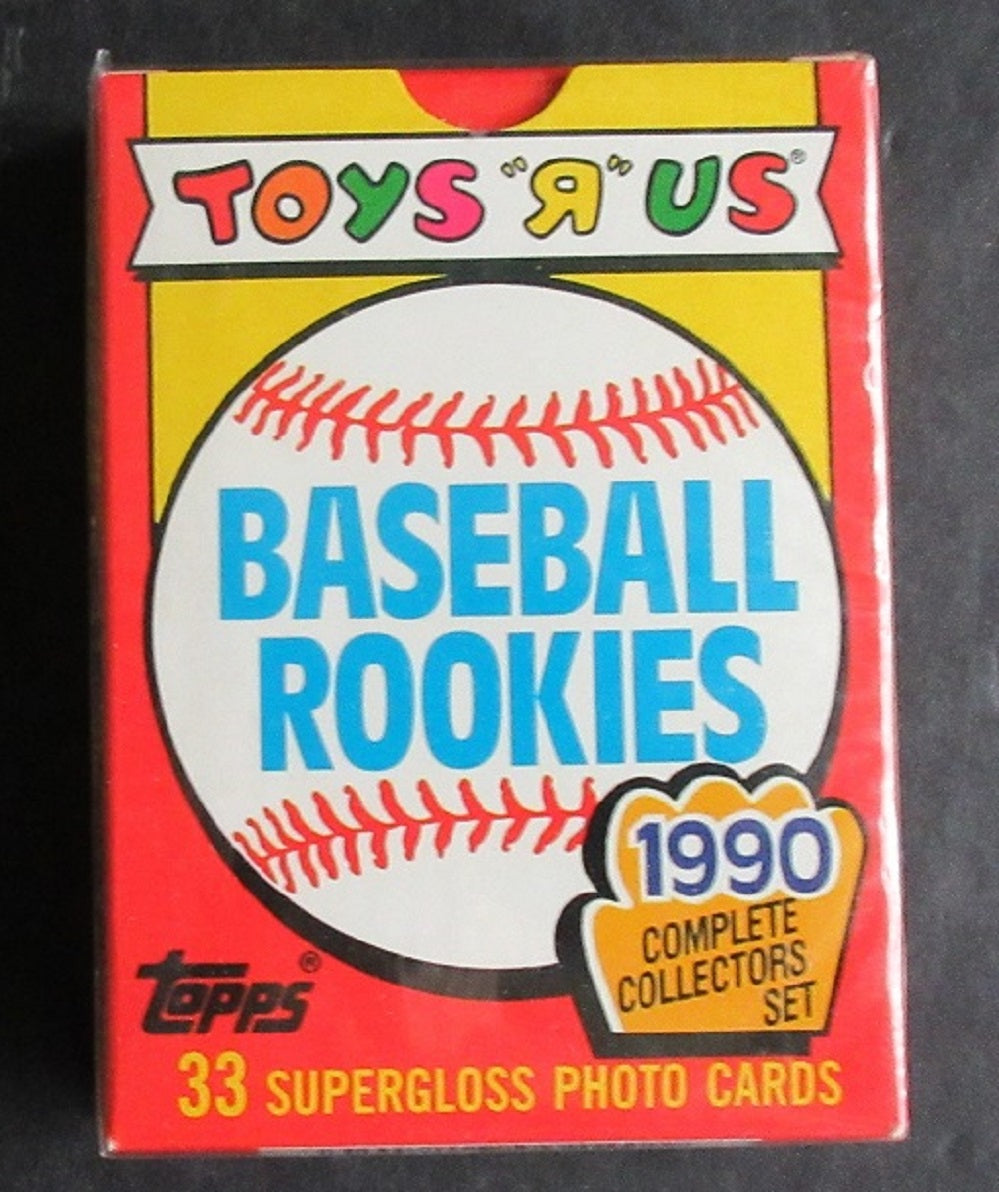 TOYS "Я" US®
BASEBALL
ROOKIES
1990
COMPLETE
COLLECTORS
SET
Topps®
33 SUPERGLOSS PHOTO CARDS